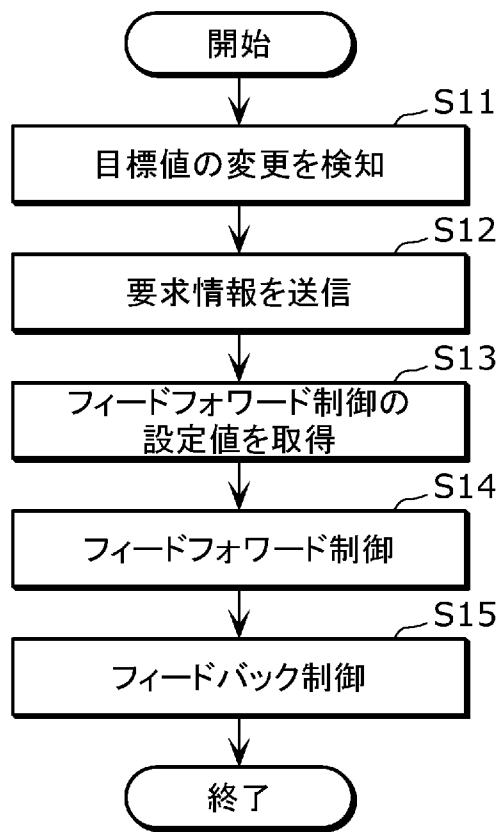 開始
S11
目標値の変更を検知
S12
要求情報を送信
S13
フィードフォワード制御の
設定値を取得
S14
フィードフォワード制御
S15
フィードバック制御
終了